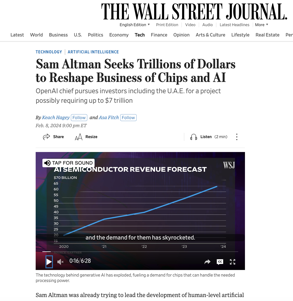 THE WALL STREET JOURNAL.
English Edition Print Edition Video Audio Latest Headlines More
Latest World Business U.S. Politics Economy Tech Finance Opinion Arts & Culture Lifestyle Real Estate Per
TECHNOLOGY | ARTIFICIAL INTELLIGENCE
Sam Altman Seeks Trillions of Dollars
to Reshape Business of Chips and AI
OpenAI chief pursues investors including the U.A.E. for a project
possibly requiring up to $7 trillion
By Keach Hagey Follow and Asa Fitch Follow
Feb. 8, 2024 9:00 pm ET
Share Resize Listen (2 min)
TAP FOR SOUND
WSJ
AI SEMICONDUCTOR REVENUE FORECAST
$70 BILLION
and the demand for them has skyrocketed.
0:16/6:28
The technology behind generative AI has exploded, fueling a demand for chips that can handle the needed
processing power.
Sam Altman was already trying to lead the development of human-level artificial